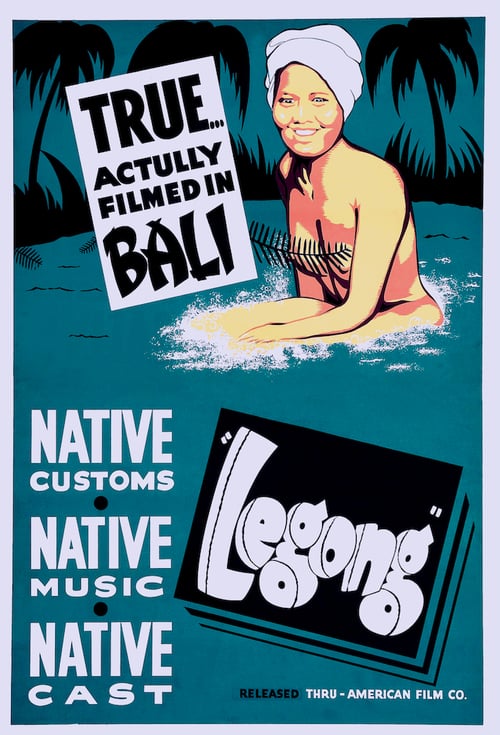 TRUE...
ACTULLY
FILMED IN
BALI
NATIVE
CUSTOMS
NATIVE
MUSIC
NATIVE
CAST
"Legong"
RELEASED THRU-AMERICAN FILM CO.